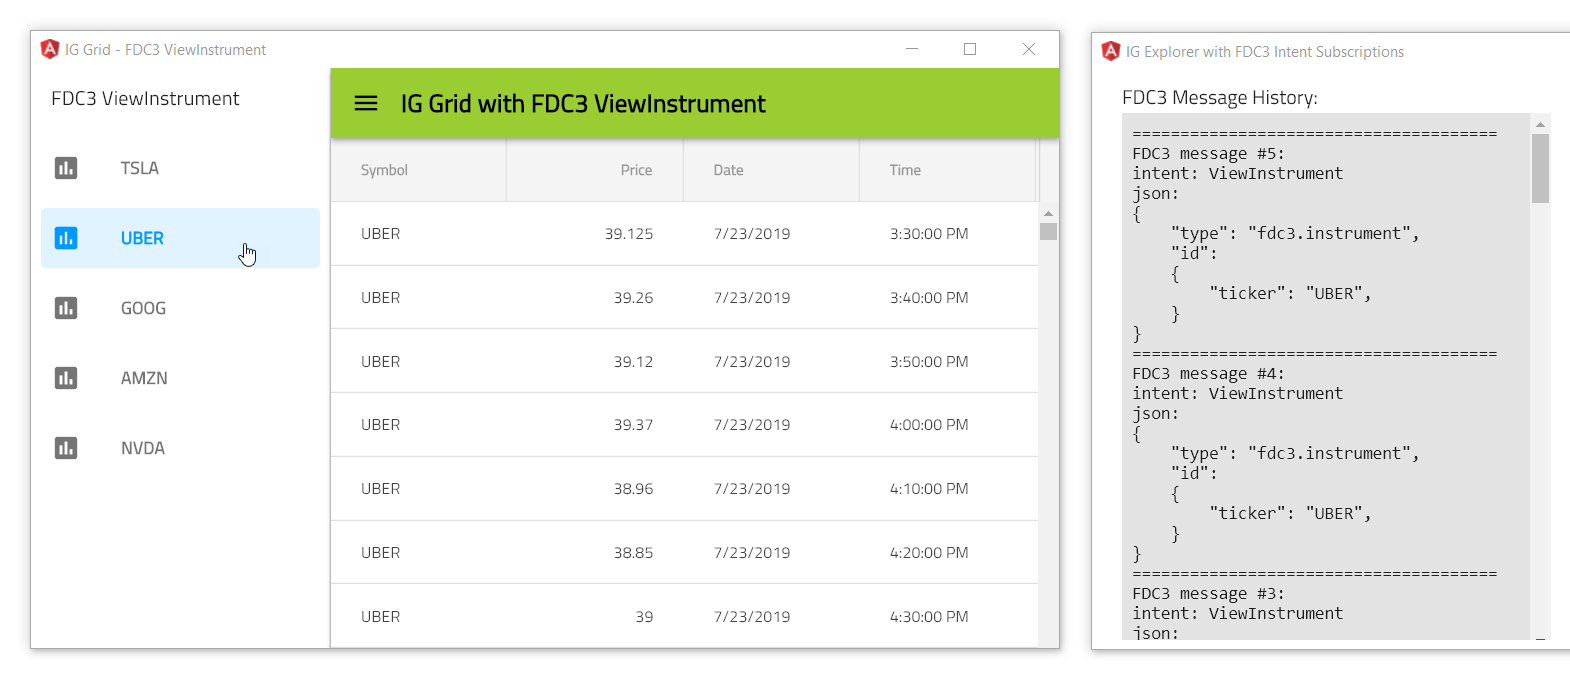 IG Grid - FDC3 ViewInstrument
FDC3 ViewInstrument
TSLA
UBER
GOOG
AMZN
NVDA
IG Grid with FDC3 ViewInstrument
Symbol Price Date Time
UBER 39.125 7/23/2019 3:30:00 PM
UBER 39.26 7/23/2019 3:40:00 PM
UBER 39.12 7/23/2019 3:50:00 PM
UBER 39.37 7/23/2019 4:00:00 PM
UBER 38.96 7/23/2019 4:10:00 PM
UBER 38.85 7/23/2019 4:20:00 PM
UBER 39 7/23/2019 4:30:00 PM
IG Explorer with FDC3 Intent Subscriptions
FDC3 Message History:
======================================
FDC3 message #5:
intent: ViewInstrument
json:
{
    "type": "fdc3.instrument",
    "id":
    {
        "ticker": "UBER",
    }
}
======================================
FDC3 message #4:
intent: ViewInstrument
json:
{
    "type": "fdc3.instrument",
    "id":
    {
        "ticker": "UBER",
    }
}
======================================
FDC3 message #3:
intent: ViewInstrument
json: